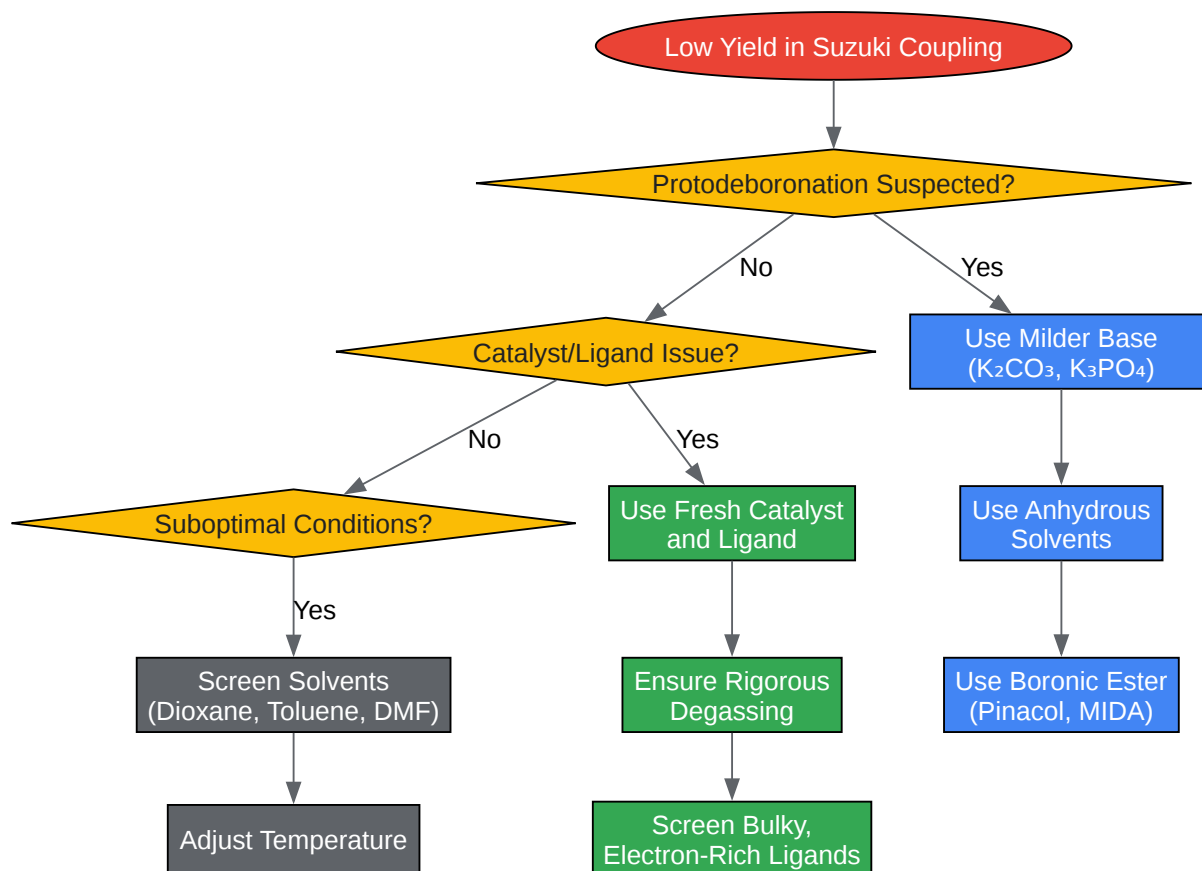 Low Yield in Suzuki Coupling
Protodeboronation Suspected?
No
Yes
Catalyst/Ligand Issue?
Use Milder Base
(K₂CO₃, K₃PO₄)
No
Yes
Suboptimal Conditions?
Use Fresh Catalyst
and Ligand
Use Anhydrous
Solvents
Yes
Screen Solvents
(Dioxane, Toluene, DMF)
Ensure Rigorous
Degassing
Use Boronic Ester
(Pinacol, MIDA)
Adjust Temperature
Screen Bulky,
Electron-Rich Ligands